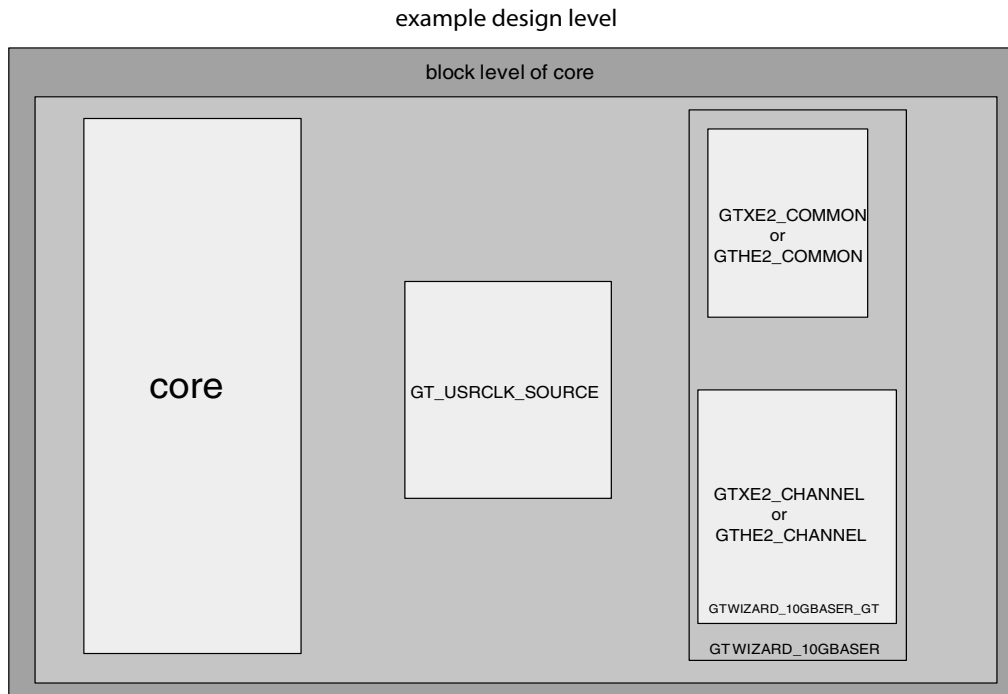 example design level
block level of core
core
GT_USRCLK_SOURCE
GTXE2_COMMON
or
GTHE2_COMMON
GTXE2_CHANNEL
or
GTHE2_CHANNEL
GTWIZARD_10GBASER_GT
GTWIZARD_10GBASER